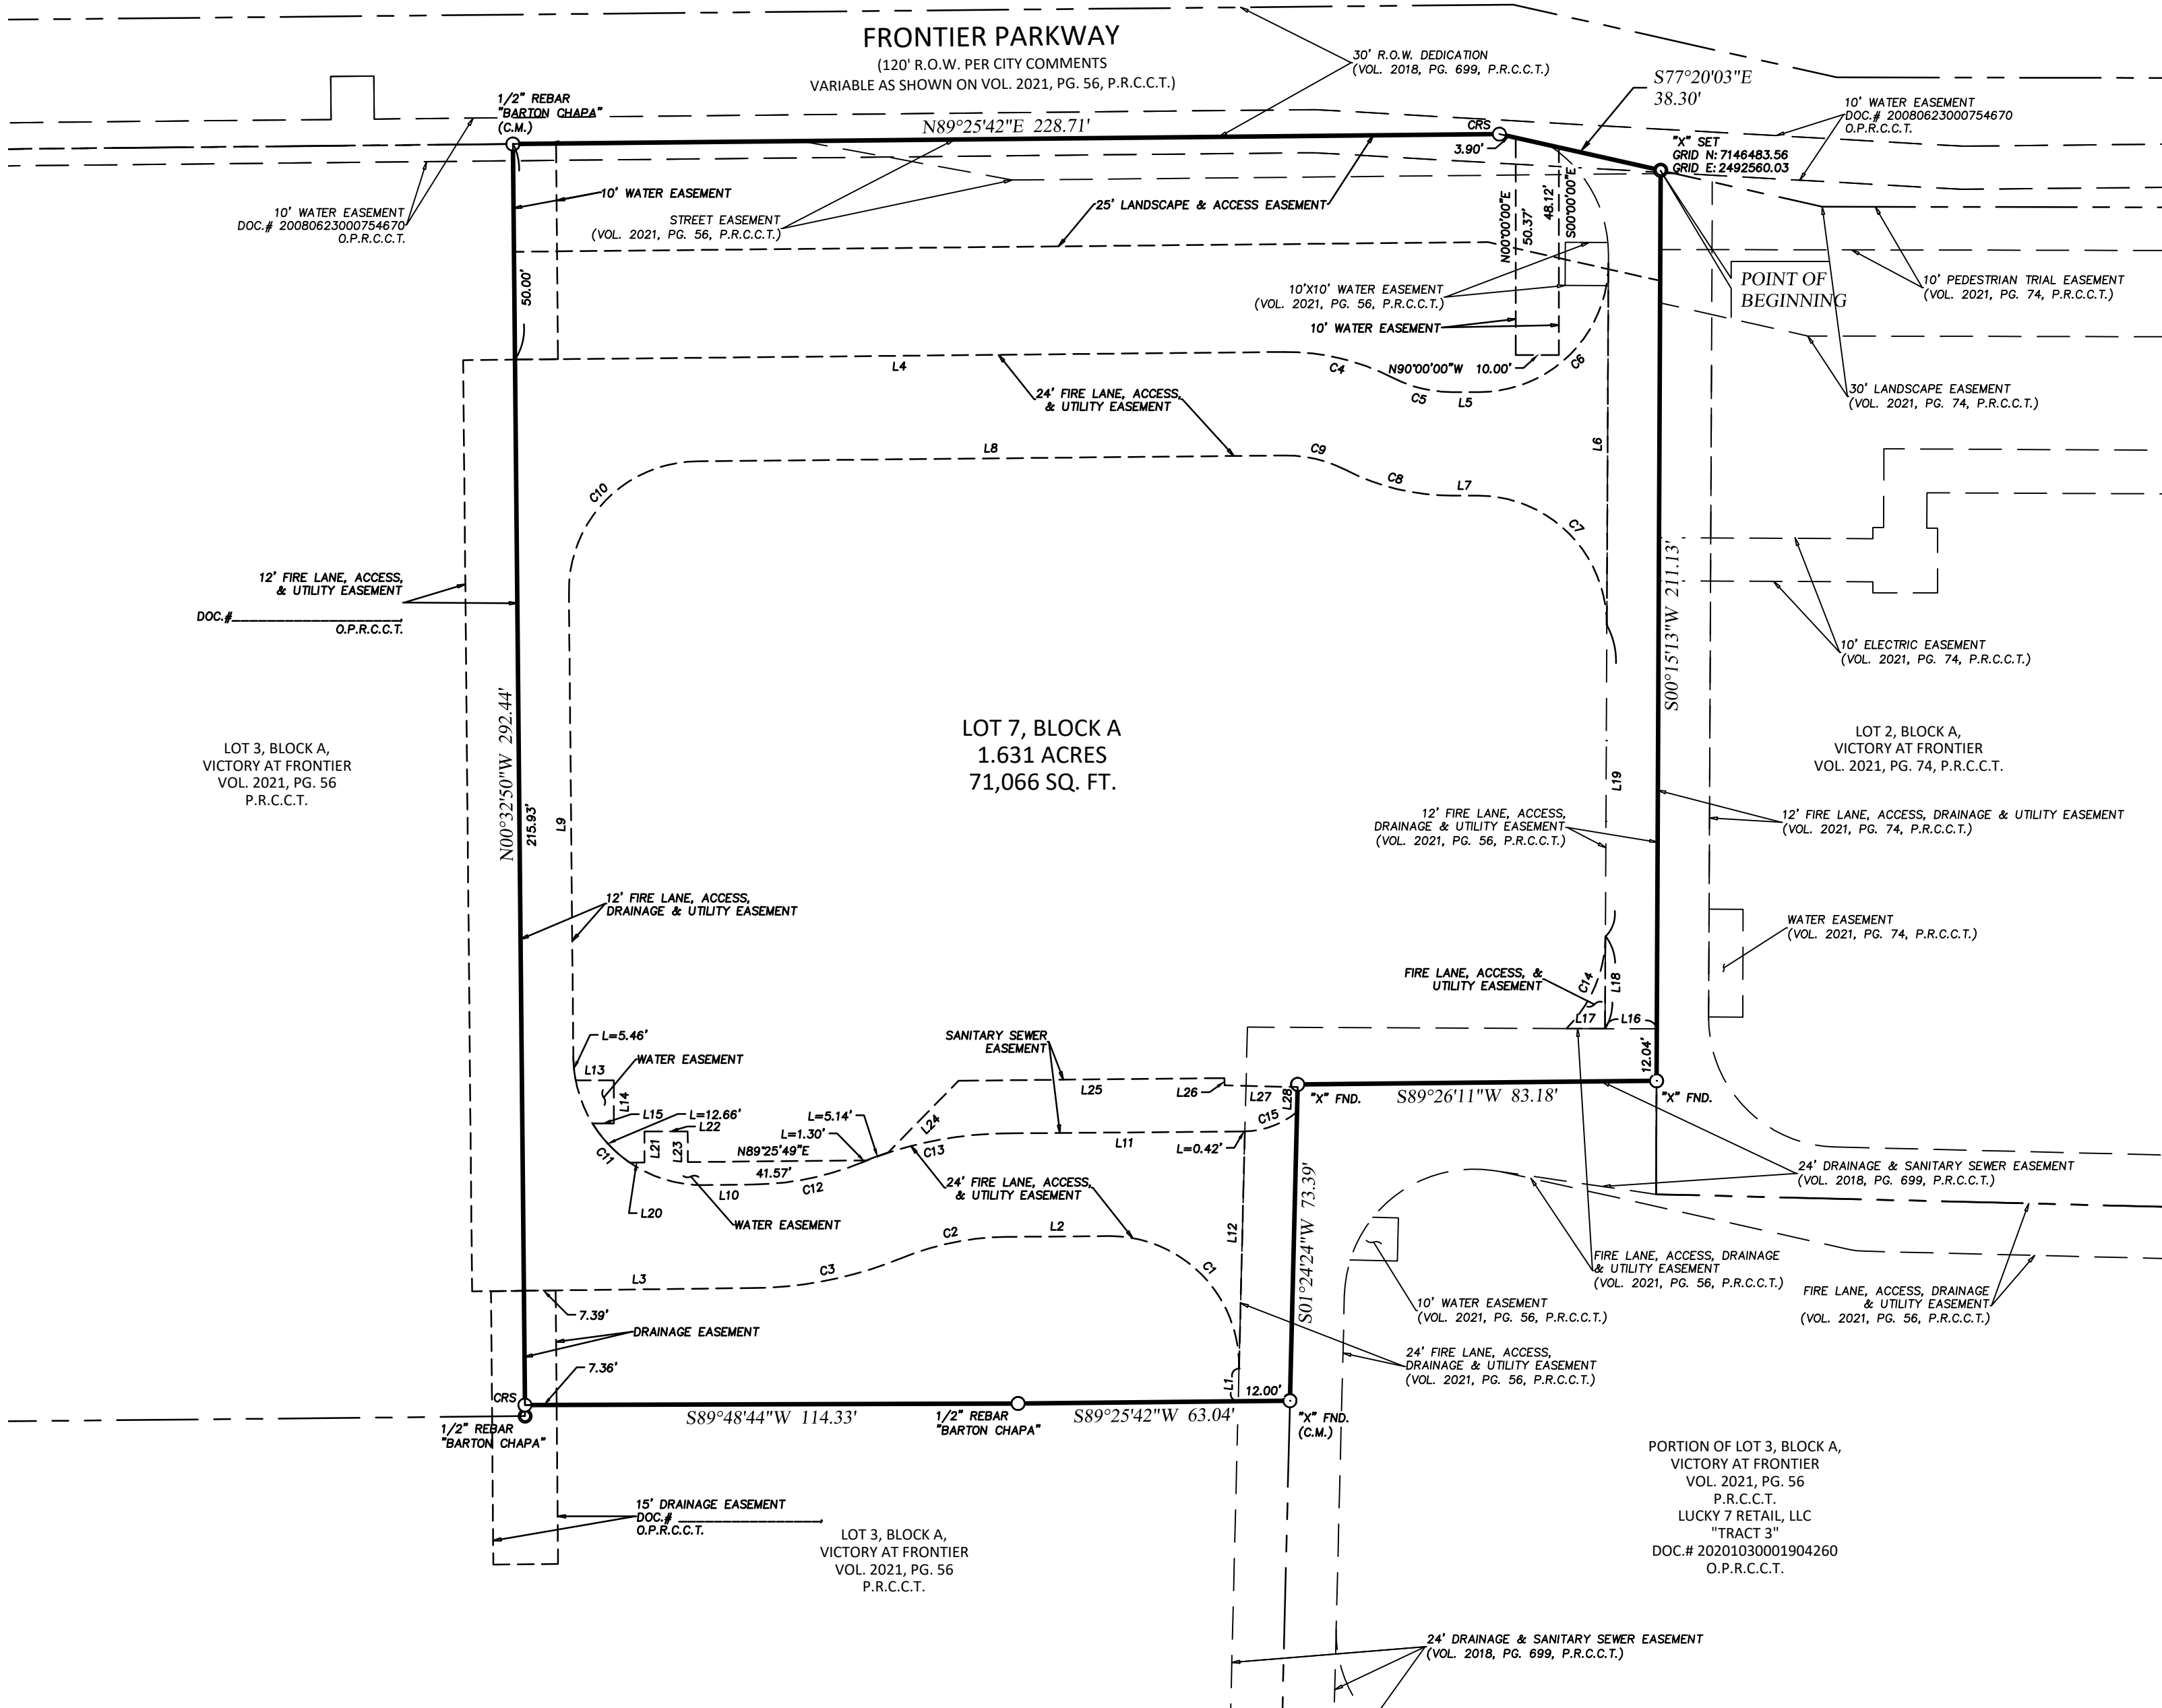 FRONTIER PARKWAY
(120' R.O.W. PER CITY COMMENTS
VARIABLE AS SHOWN ON VOL. 2021, PG. 56, P.R.C.C.T.)
30' R.O.W. DEDICATION
(VOL. 2018, PG. 699, P.R.C.C.T.)
S77°20'03"E
38.30'
1/2" REBAR
"BARTON CHAPA"
(C.M.)
N89°25'42"E 228.71'
CRS
3.90'
10' WATER EASEMENT
DOC.# 20080623000754670
O.P.R.C.C.T.
"X" SET
GRID N: 7146483.56
GRID E: 2492560.03
10' WATER EASEMENT
DOC.# 20080623000754670
O.P.R.C.C.T.
10' WATER EASEMENT
STREET EASEMENT
(VOL. 2021, PG. 56, P.R.C.C.T.)
25' LANDSCAPE & ACCESS EASEMENT
N00°00'00"E
50.37'
48.12'
S00°00'00"E
50.00'
10'X10' WATER EASEMENT
(VOL. 2021, PG. 56, P.R.C.C.T.)
10' WATER EASEMENT
POINT OF
BEGINNING
10' PEDESTRIAN TRIAL EASEMENT
(VOL. 2021, PG. 74, P.R.C.C.T.)
L4
C4
N90°00'00"W 10.00'
C6
C5
L5
24' FIRE LANE, ACCESS,
& UTILITY EASEMENT
30' LANDSCAPE EASEMENT
(VOL. 2021, PG. 74, P.R.C.C.T.)
L8
C9
C8
L7
L6
C10
C7
12' FIRE LANE, ACCESS,
& UTILITY EASEMENT
DOC.#____________________,
O.P.R.C.C.T.
S00°15'13"W 211.13'
10' ELECTRIC EASEMENT
(VOL. 2021, PG. 74, P.R.C.C.T.)
LOT 3, BLOCK A,
VICTORY AT FRONTIER
VOL. 2021, PG. 56
P.R.C.C.T.
N00°32'50"W 292.44'
215.93'
L9
LOT 7, BLOCK A
1.631 ACRES
71,066 SQ. FT.
LOT 2, BLOCK A,
VICTORY AT FRONTIER
VOL. 2021, PG. 74, P.R.C.C.T.
L19
12' FIRE LANE, ACCESS,
DRAINAGE & UTILITY EASEMENT
(VOL. 2021, PG. 56, P.R.C.C.T.)
12' FIRE LANE, ACCESS, DRAINAGE & UTILITY EASEMENT
(VOL. 2021, PG. 74, P.R.C.C.T.)
12' FIRE LANE, ACCESS,
DRAINAGE & UTILITY EASEMENT
WATER EASEMENT
(VOL. 2021, PG. 74, P.R.C.C.T.)
FIRE LANE, ACCESS, &
UTILITY EASEMENT
C14
L18
L17
L16
12.04'
L=5.46'
WATER EASEMENT
L13
L14
L15
L=12.66'
L22
L21
L23
C11
L20
L10
N89°25'49"E
41.57'
C12
L=1.30'
L=5.14'
L24
C13
SANITARY SEWER
EASEMENT
L25
L26
L27
L28
C15
L11
L=0.42'
"X" FND.
S89°26'11"W 83.18'
"X" FND.
WATER EASEMENT
24' FIRE LANE, ACCESS,
& UTILITY EASEMENT
24' DRAINAGE & SANITARY SEWER EASEMENT
(VOL. 2018, PG. 699, P.R.C.C.T.)
L3
C3
C2
L2
C1
L12
S01°24'24"W 73.39'
FIRE LANE, ACCESS, DRAINAGE
& UTILITY EASEMENT
(VOL. 2021, PG. 56, P.R.C.C.T.)
FIRE LANE, ACCESS, DRAINAGE
& UTILITY EASEMENT
(VOL. 2021, PG. 56, P.R.C.C.T.)
10' WATER EASEMENT
(VOL. 2021, PG. 56, P.R.C.C.T.)
7.39'
DRAINAGE EASEMENT
7.36'
24' FIRE LANE, ACCESS,
DRAINAGE & UTILITY EASEMENT
(VOL. 2021, PG. 56, P.R.C.C.T.)
L1
12.00'
CRS
1/2" REBAR
"BARTON CHAPA"
S89°48'44"W 114.33'
1/2" REBAR
"BARTON CHAPA"
S89°25'42"W 63.04'
"X" FND.
(C.M.)
15' DRAINAGE EASEMENT
DOC.# __________________,
O.P.R.C.C.T.
LOT 3, BLOCK A,
VICTORY AT FRONTIER
VOL. 2021, PG. 56
P.R.C.C.T.
PORTION OF LOT 3, BLOCK A,
VICTORY AT FRONTIER
VOL. 2021, PG. 56
P.R.C.C.T.
LUCKY 7 RETAIL, LLC
"TRACT 3"
DOC.# 20201030001904260
O.P.R.C.C.T.
24' DRAINAGE & SANITARY SEWER EASEMENT
(VOL. 2018, PG. 699, P.R.C.C.T.)